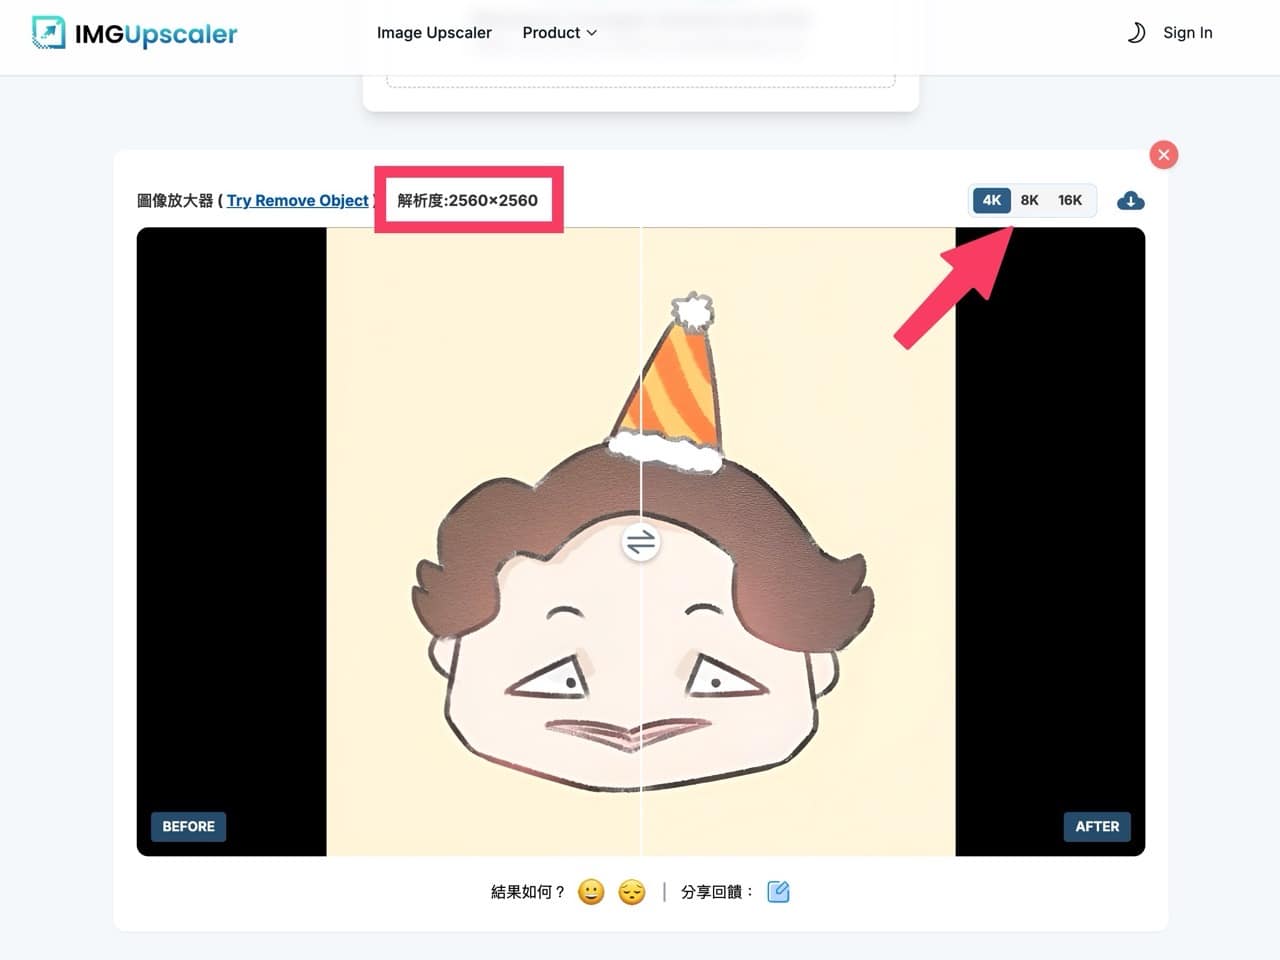 IMGUpscaler
Image Upscaler
Product
Sign In
圖像放大器 ( Try Remove Object )
解析度:2560×2560
4K
8K
16K
BEFORE
AFTER
結果如何？
|
分享回饋：